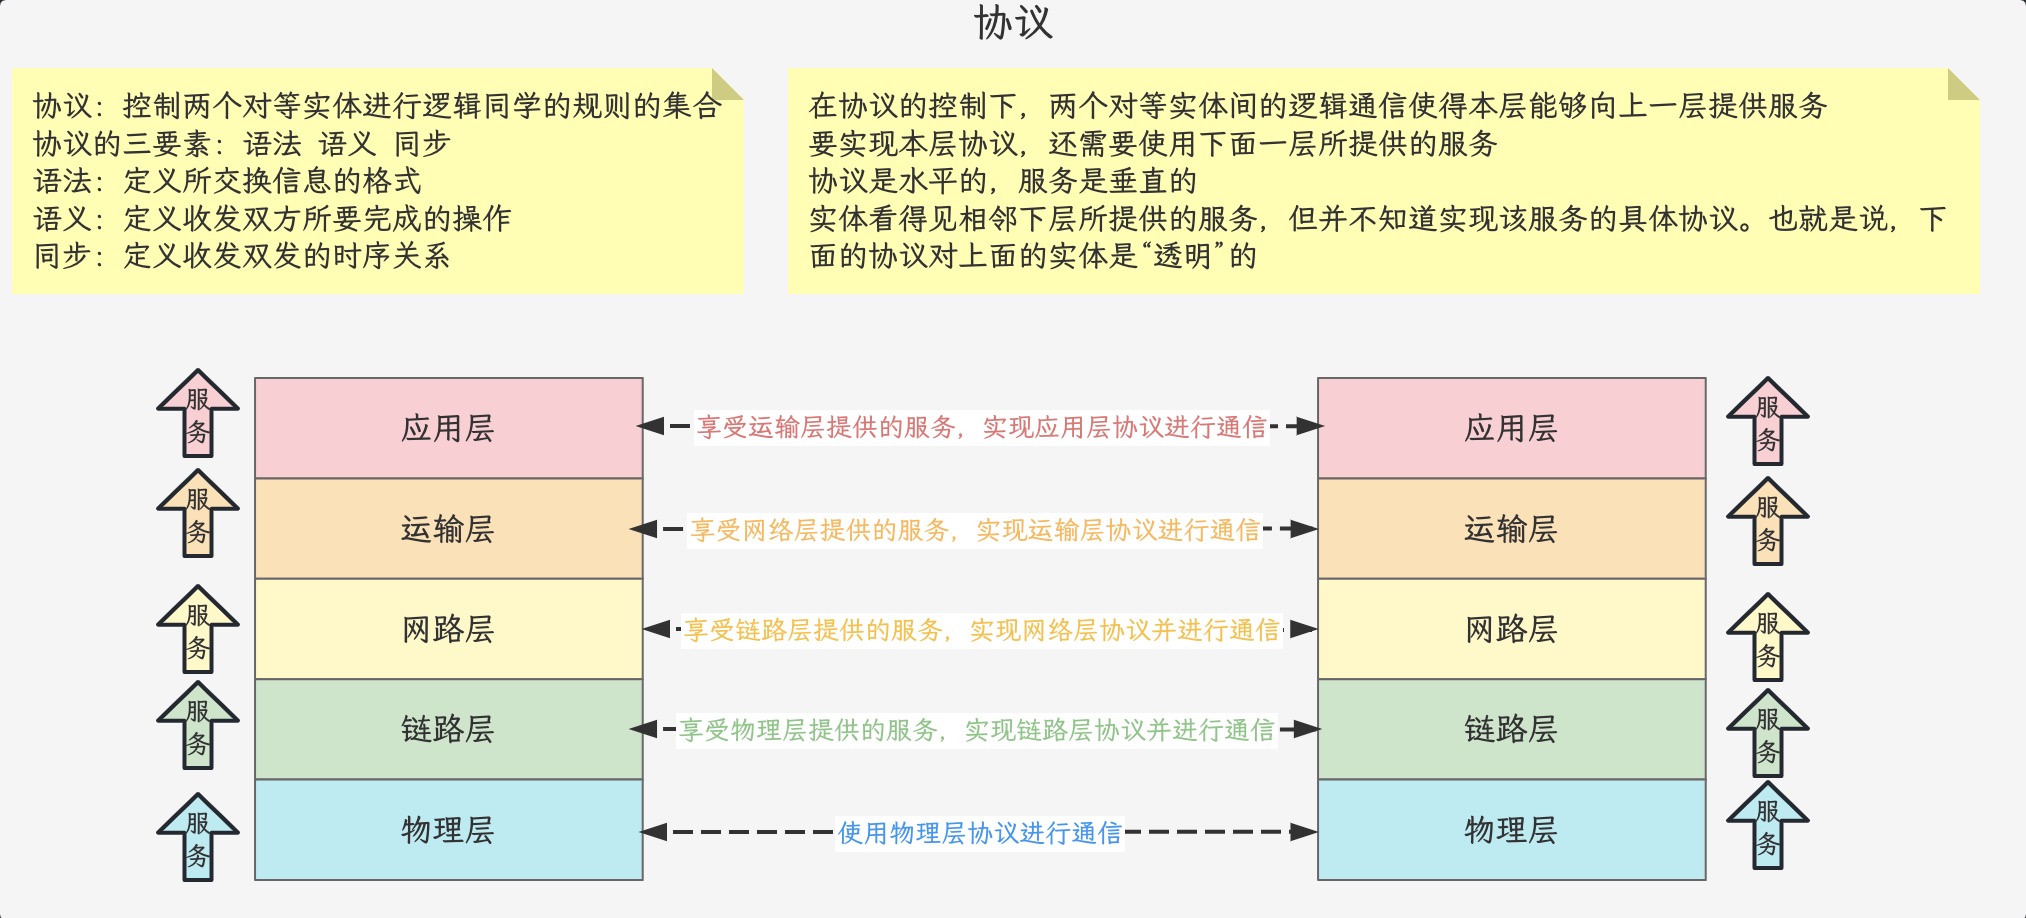 协议
协议：控制两个对等实体进行逻辑同学的规则的集合
协议的三要素：语法 语义 同步
语法：定义所交换信息的格式
语义：定义收发双方所要完成的操作
同步：定义收发双发的时序关系
在协议的控制下，两个对等实体间的逻辑通信使得本层能够向上一层提供服务
要实现本层协议，还需要使用下面一层所提供的服务
协议是水平的，服务是垂直的
实体看得见相邻下层所提供的服务，但并不知道实现该服务的具体协议。也就是说，下
面的协议对上面的实体是“透明”的
服
务
应用层
享受运输层提供的服务，实现应用层协议进行通信
应用层
服
务
服
务
运输层
享受网络层提供的服务，实现运输层协议进行通信
运输层
服
务
服
务
网路层
享受链路层提供的服务，实现网络层协议并进行通信
网路层
服
务
服
务
链路层
享受物理层提供的服务，实现链路层协议并进行通信
链路层
服
务
服
务
物理层
使用物理层协议进行通信
物理层
服
务